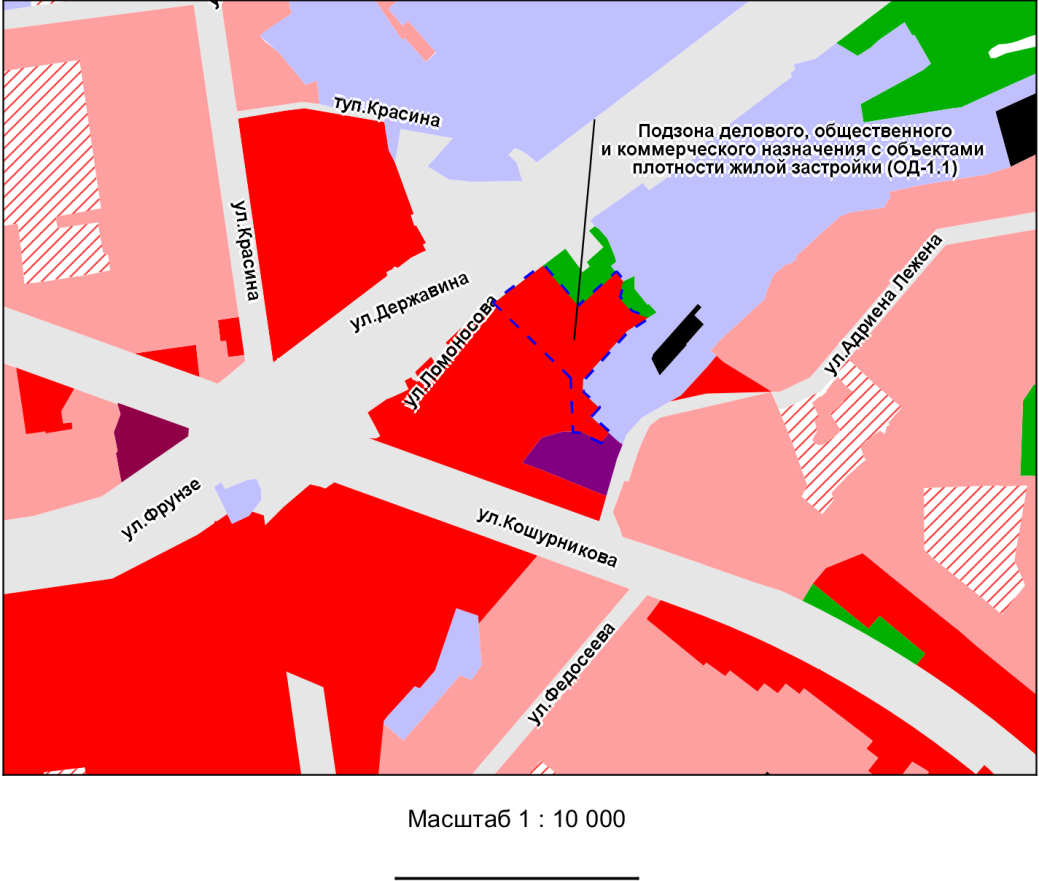 туп.Красина
Подзона делового, общественного
и коммерческого назначения с объектами
плотности жилой застройки (ОД-1.1)
ул.Красина
ул.Державина
ул.Ломоносова
ул.Адриена Лежена
ул.Фрунзе
ул.Кошурникова
ул.Федосеева
Масштаб 1 : 10 000